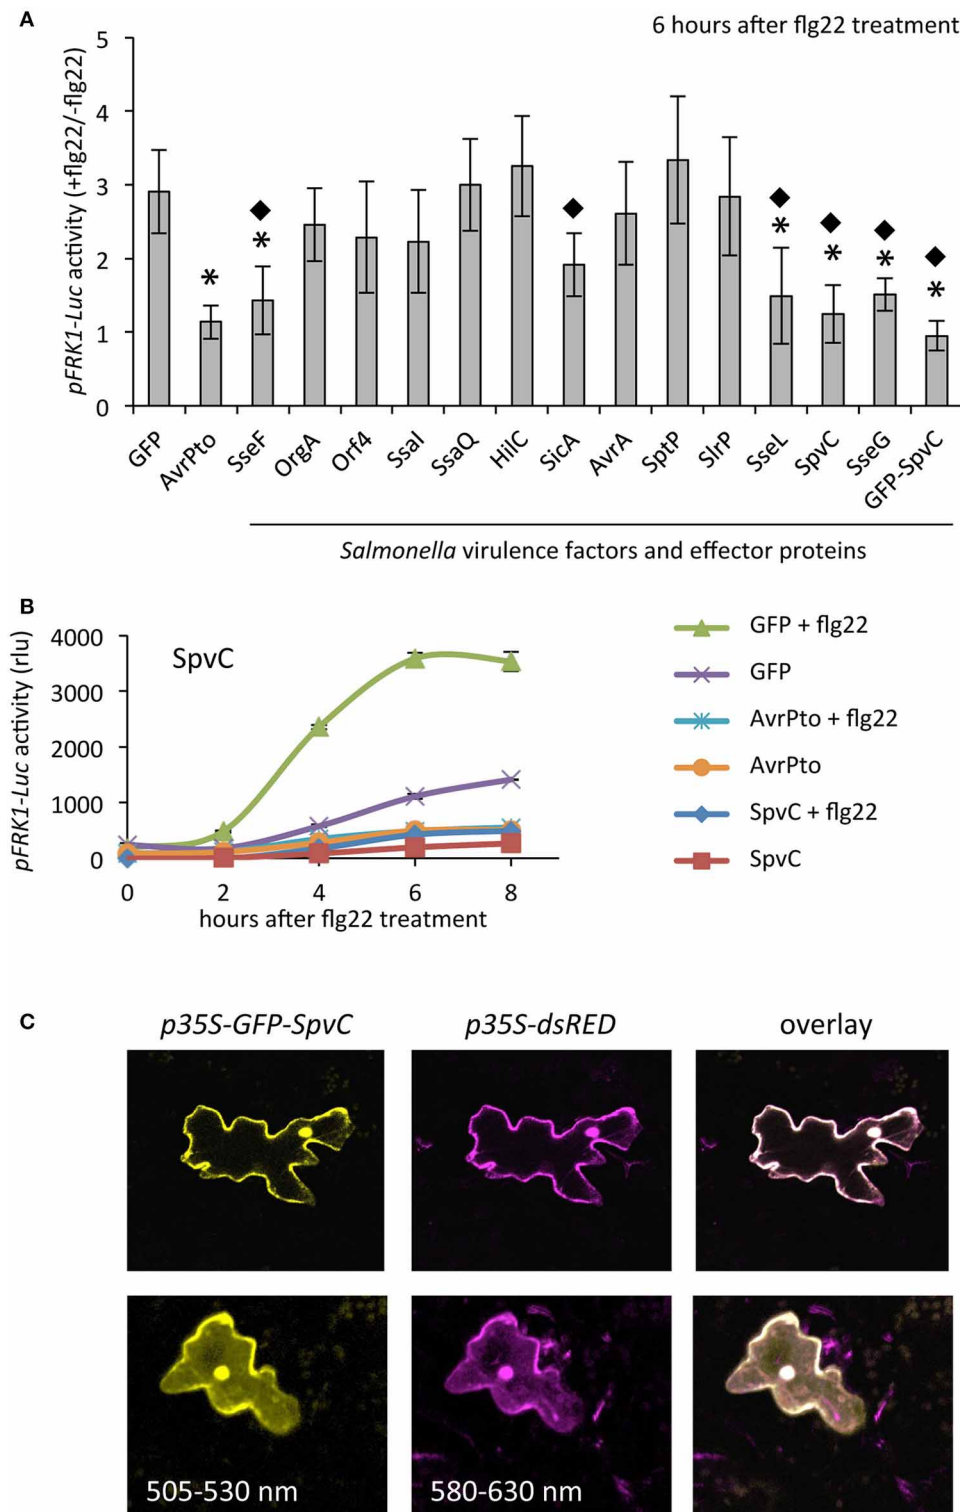 A
6 hours after flg22 treatment
pFRK1-Luc activity (+flg22/-flg22)
5
4
3
2
1
0
* * * * * *
GFP AvrPto SseF OrgA Orf4 SsaI SsaQ HilC SicA AvrA SptP SlrP SseL SpvC SseG GFP-SpvC
Salmonella virulence factors and effector proteins
B
pFRK1-Luc activity (rlu)
4000
3000
2000
1000
0
SpvC
0 2 4 6 8
hours after flg22 treatment
GFP + flg22
GFP
AvrPto + flg22
AvrPto
SpvC + flg22
SpvC
C
p35S-GFP-SpvC p35S-dsRED overlay
505-530 nm 580-630 nm